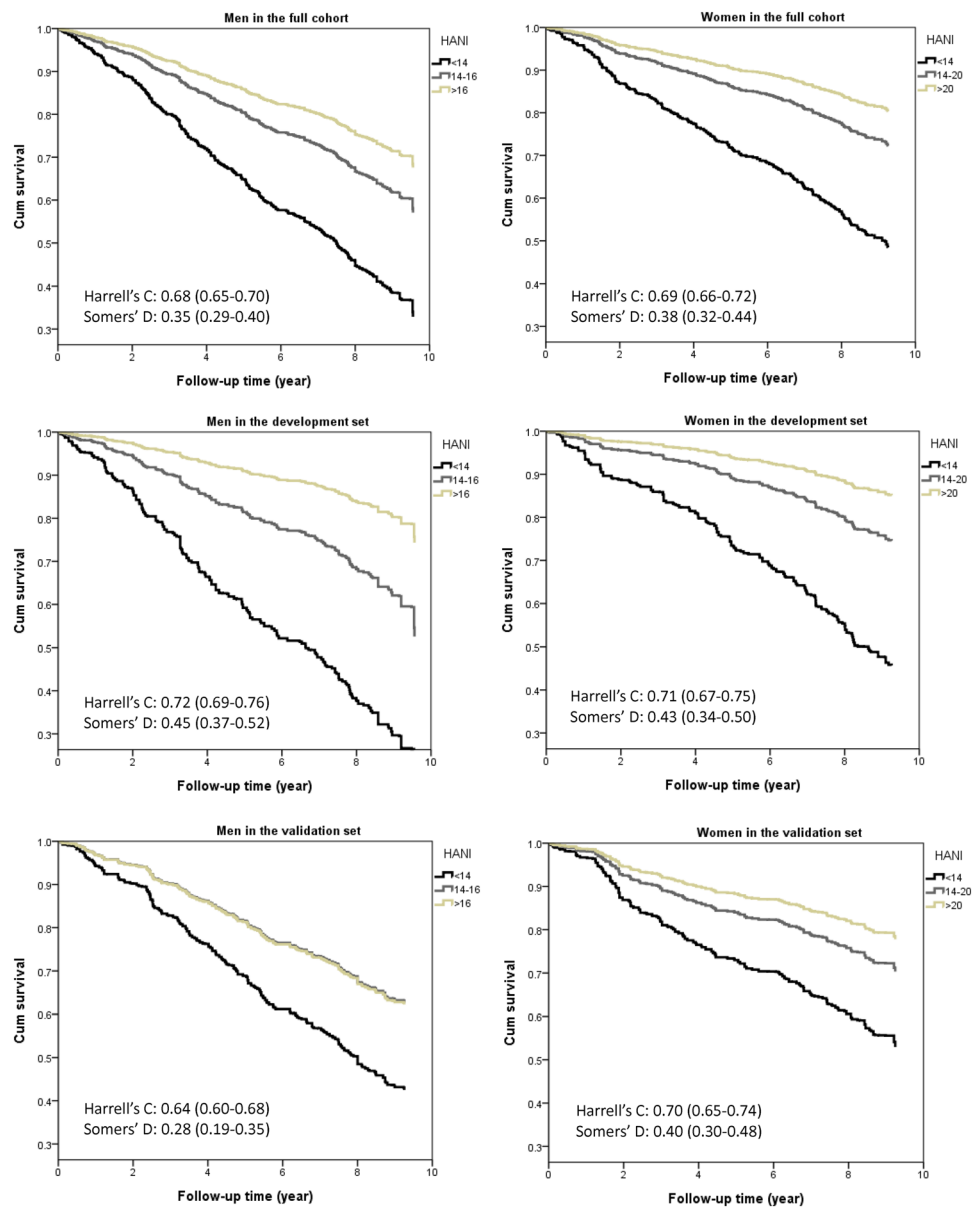 Men in the full cohort
Cum survival
1.0
0.9
0.8
0.7
0.6
0.5
0.4
0.3
HANI
<14
14-16
>16
Harrell’s C: 0.68 (0.65-0.70)
Somers’ D: 0.35 (0.29-0.40)
0 2 4 6 8 10
Follow-up time (year)
Women in the full cohort
Cum survival
1.0
0.9
0.8
0.7
0.6
0.5
0.4
0.3
HANI
<14
14-20
>20
Harrell’s C: 0.69 (0.66-0.72)
Somers’ D: 0.38 (0.32-0.44)
0 2 4 6 8 10
Follow-up time (year)
Men in the development set
Cum survival
1.0
0.9
0.8
0.7
0.6
0.5
0.4
0.3
HANI
<14
14-16
>16
Harrell’s C: 0.72 (0.69-0.76)
Somers’ D: 0.45 (0.37-0.52)
0 2 4 6 8 10
Follow-up time (year)
Women in the development set
Cum survival
1.0
0.9
0.8
0.7
0.6
0.5
0.4
0.3
HANI
<14
14-20
>20
Harrell’s C: 0.71 (0.67-0.75)
Somers’ D: 0.43 (0.34-0.50)
0 2 4 6 8 10
Follow-up time (year)
Men in the validation set
Cum survival
1.0
0.9
0.8
0.7
0.6
0.5
0.4
0.3
HANI
<14
14-16
>16
Harrell’s C: 0.64 (0.60-0.68)
Somers’ D: 0.28 (0.19-0.35)
0 2 4 6 8 10
Follow-up time (year)
Women in the validation set
Cum survival
1.0
0.9
0.8
0.7
0.6
0.5
0.4
0.3
HANI
<14
14-20
>20
Harrell’s C: 0.70 (0.65-0.74)
Somers’ D: 0.40 (0.30-0.48)
0 2 4 6 8 10
Follow-up time (year)